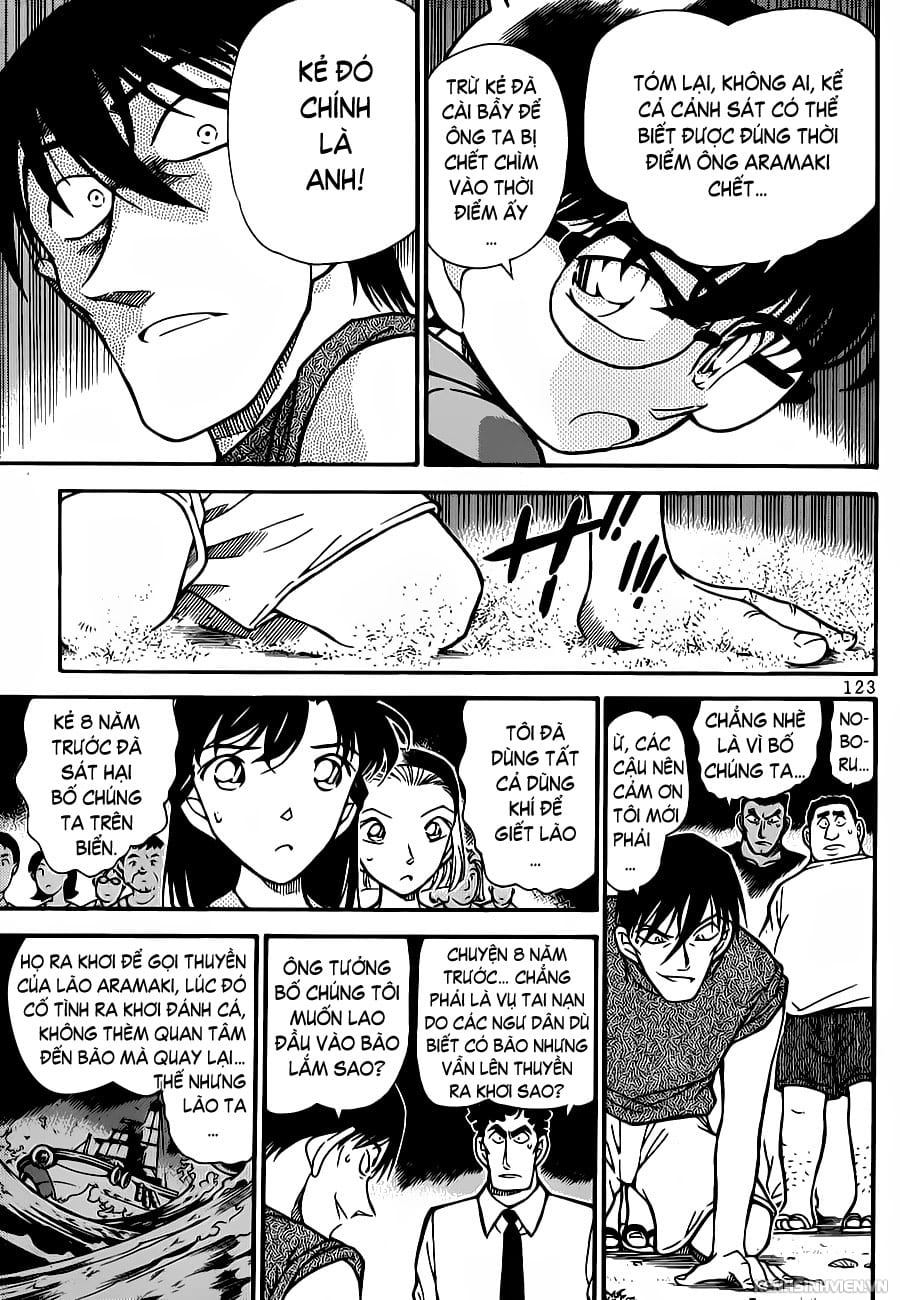 TÓM LẠI, KHÔNG AI, KỂ
CẢ CẢNH SÁT CÓ THỂ
BIẾT ĐƯỢC ĐÚNG THỜI
ĐIỂM ÔNG ARAMAKI
CHẾT...
TRỪ KẺ ĐÃ
CÀI BẪY ĐỂ
ÔNG TA BỊ
CHẾT CHÌM
VÀO THỜI
ĐIỂM ẤY
...
KẺ ĐÓ
CHÍNH
LÀ
ANH!
123
NO-
BO-
RU...
CHẲNG NHẼ
LÀ VÌ BỐ
CHÚNG TA...
Ừ, CÁC
CẬU NÊN
CẢM ƠN
TÔI MỚI
PHẢI
...
TÔI ĐÃ
DÙNG TẤT
CẢ DŨNG
KHÍ ĐỂ
GIẾT LÃO
...
KẺ 8 NĂM
TRƯỚC ĐÃ
SÁT HẠI
BỐ CHÚNG
TA TRÊN
BIỂN.
CHUYỆN 8 NĂM
TRƯỚC... CHẲNG
PHẢI LÀ VỤ TAI NẠN
DO CÁC NGƯ DÂN DÙ
BIẾT CÓ BÃO NHƯNG
VẪN LÊN THUYỀN
RA KHƠI SAO?
ÔNG TƯỞNG
BỐ CHÚNG TÔI
MUỐN LAO
ĐẦU VÀO BÃO
LẮM SAO?
HỌ RA KHƠI ĐỂ GỌI THUYỀN
CỦA LÃO ARAMAKI, LÚC ĐÓ
CỐ TÌNH RA KHƠI ĐÁNH CÁ,
KHÔNG THÈM QUAN TÂM
ĐẾN BÃO MÀ QUAY LẠI...
THẾ NHƯNG
LÃO TA
...